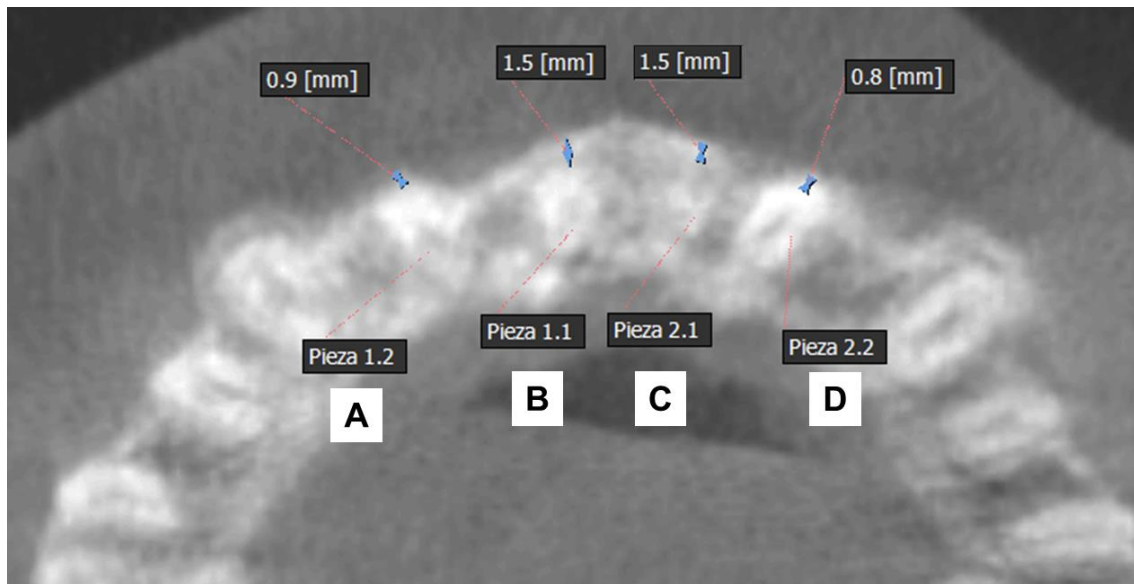 0.9 [mm]
1.5 [mm]
1.5 [mm]
0.8 [mm]
Pieza 1.2
Pieza 1.1
Pieza 2.1
Pieza 2.2
A
B
C
D